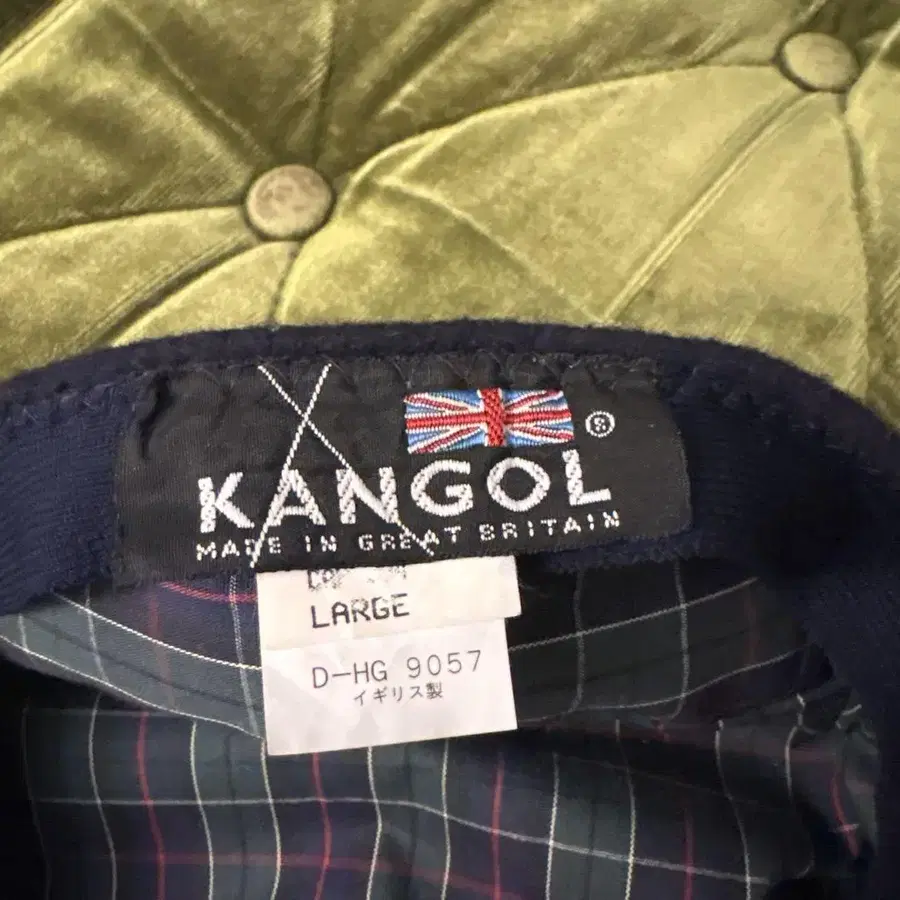 ®
KANGOL
MADE IN GREAT BRITAIN
LARGE
D-HG 9057
イギリス製